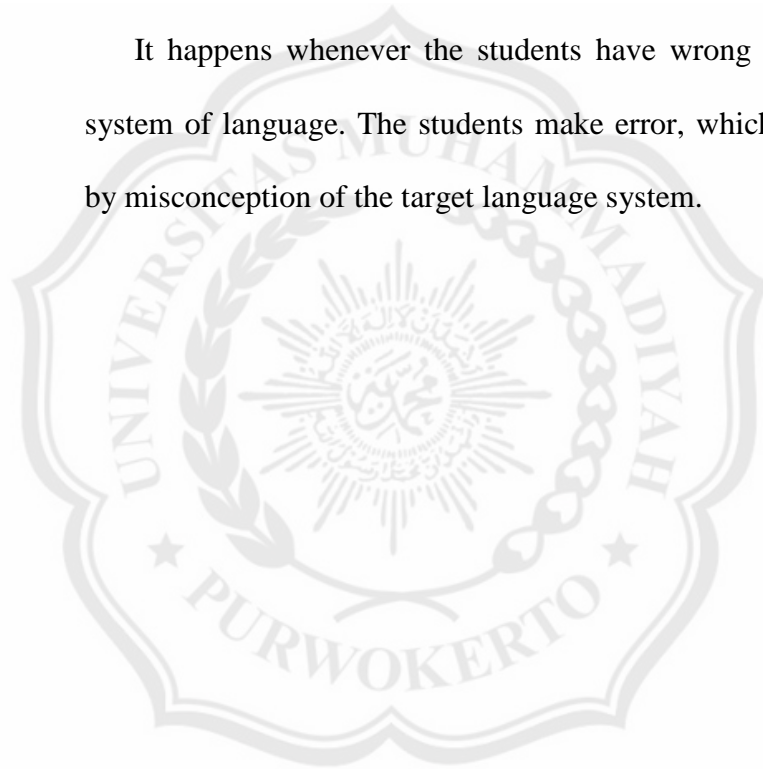 It happens whenever the students have wrong
system of language. The students make error, which
by misconception of the target language system.
UNIVERSITAS MUHAMMADIYAH
PURWOKERTO